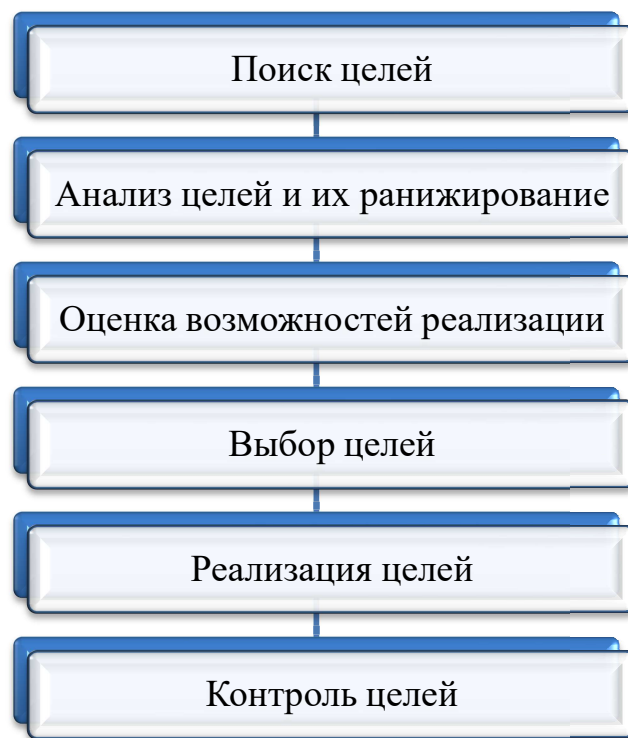 Поиск целей
Анализ целей и их ранижирование
Оценка возможностей реализации
Выбор целей
Реализация целей
Контроль целей